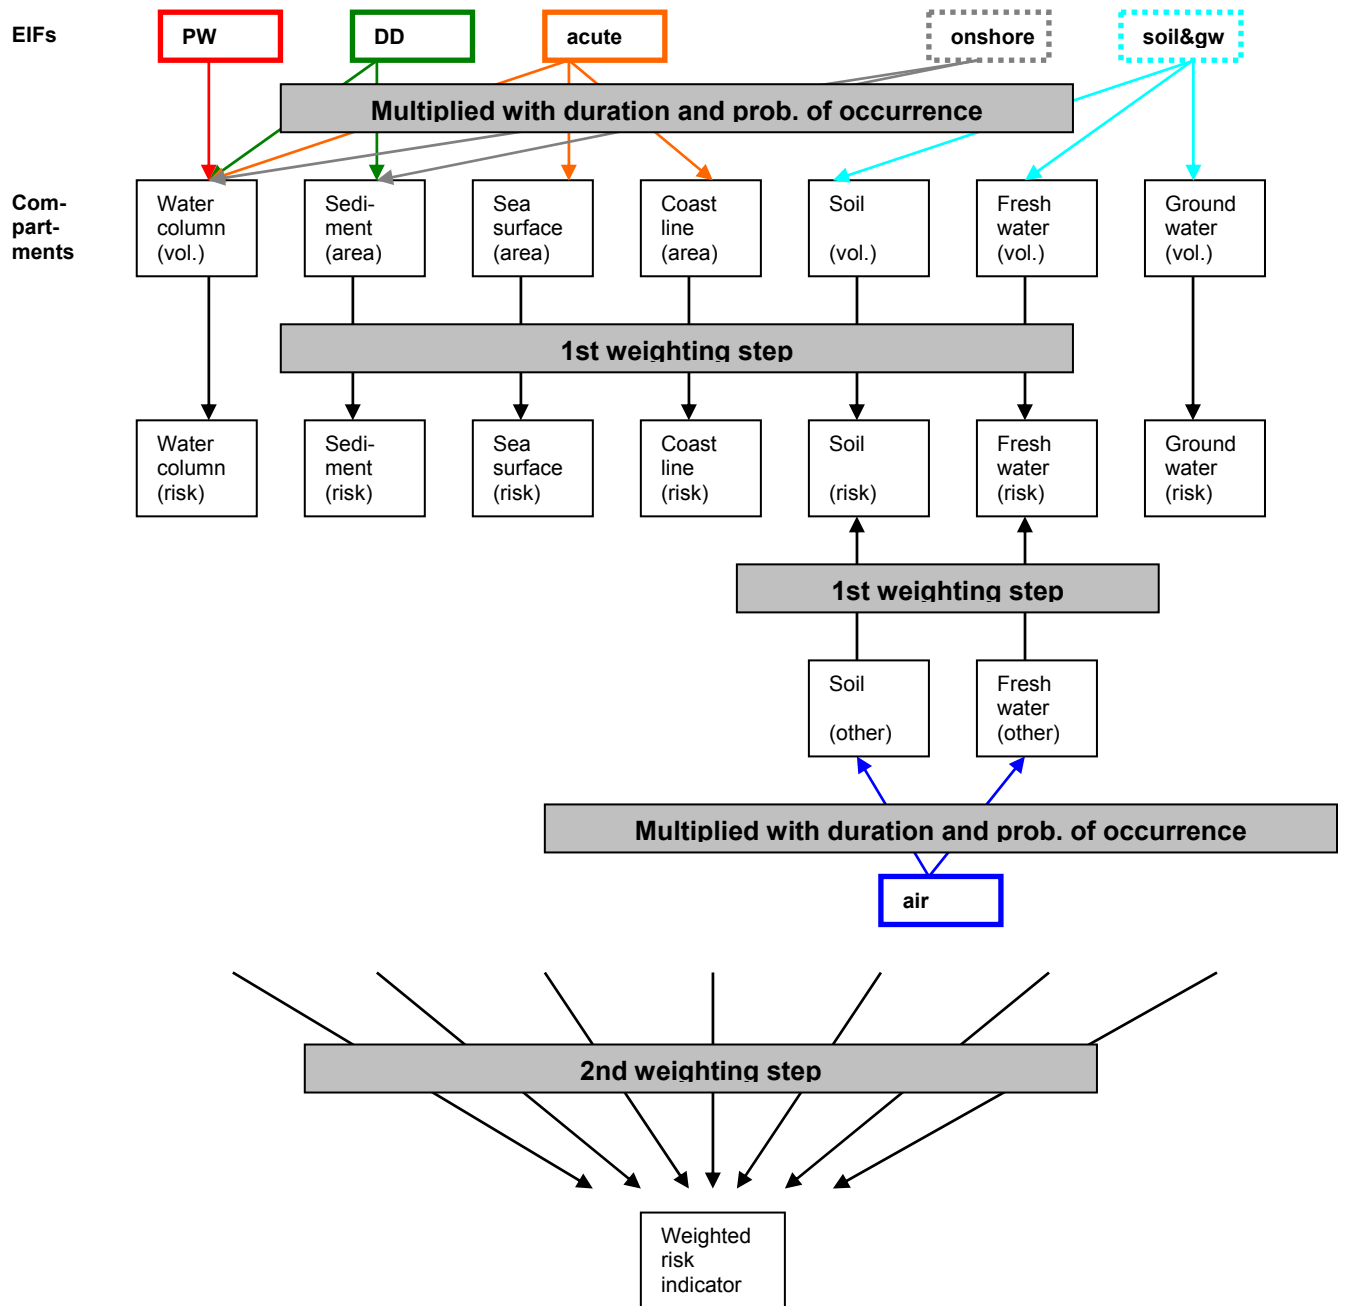 EIFs
PW
DD
acute
onshore
soil&gw
Multiplied with duration and prob. of occurrence
Com-
part-
ments
Water
column
(vol.)
Sedi-
ment
(area)
Sea
surface
(area)
Coast
line
(area)
Soil
(vol.)
Fresh
water
(vol.)
Ground
water
(vol.)
1st weighting step
Water
column
(risk)
Sedi-
ment
(risk)
Sea
surface
(risk)
Coast
line
(risk)
Soil
(risk)
Fresh
water
(risk)
Ground
water
(risk)
1st weighting step
Soil
(other)
Fresh
water
(other)
Multiplied with duration and prob. of occurrence
air
2nd weighting step
Weighted
risk
indicator